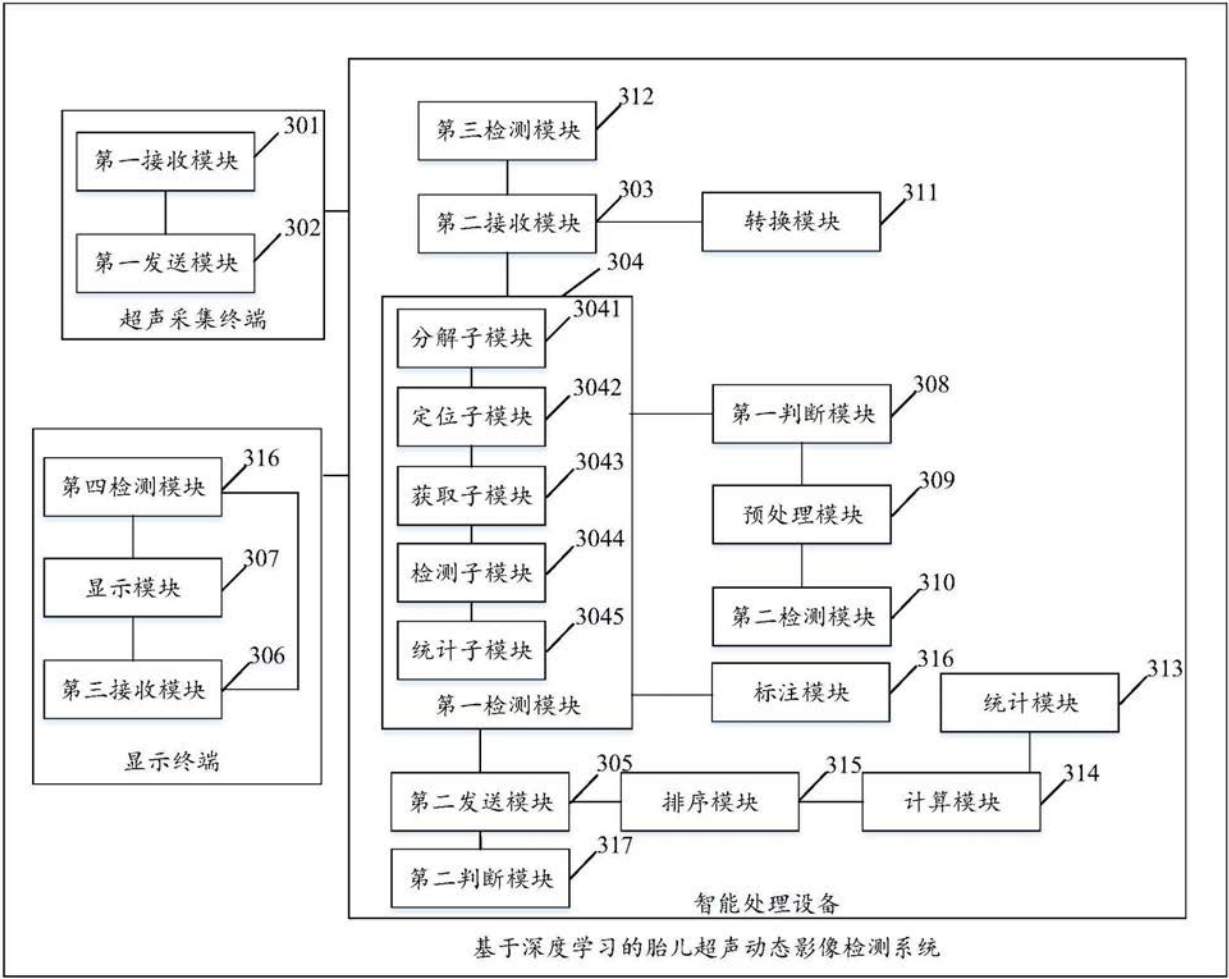 第一接收模块
301
第一发送模块
302
超声采集终端
第四检测模块
316
显示模块
307
第三接收模块
306
显示终端
第三检测模块
312
第二接收模块
303
转换模块
311
304
分解子模块
3041
定位子模块
3042
获取子模块
3043
检测子模块
3044
统计子模块
3045
第一检测模块
第一判断模块
308
预处理模块
309
第二检测模块
310
标注模块
316
统计模块
313
第二发送模块
305
排序模块
315
计算模块
314
第二判断模块
317
智能处理设备
基于深度学习的胎儿超声动态影像检测系统